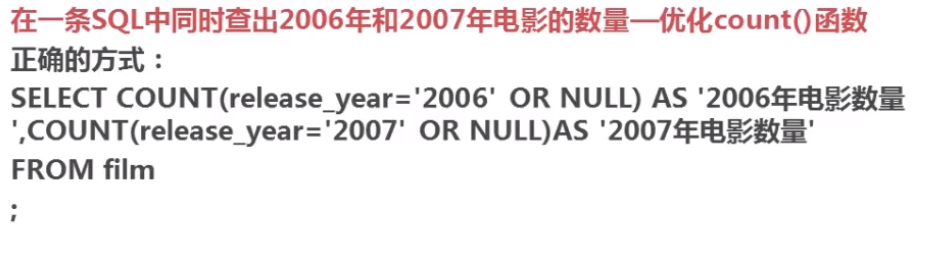 在一条SQL中同时查出2006年和2007年电影的数量—优化count()函数
正确的方式：
SELECT COUNT(release_year='2006' OR NULL) AS '2006年电影数量
',COUNT(release_year='2007' OR NULL)AS '2007年电影数量'
FROM film
;